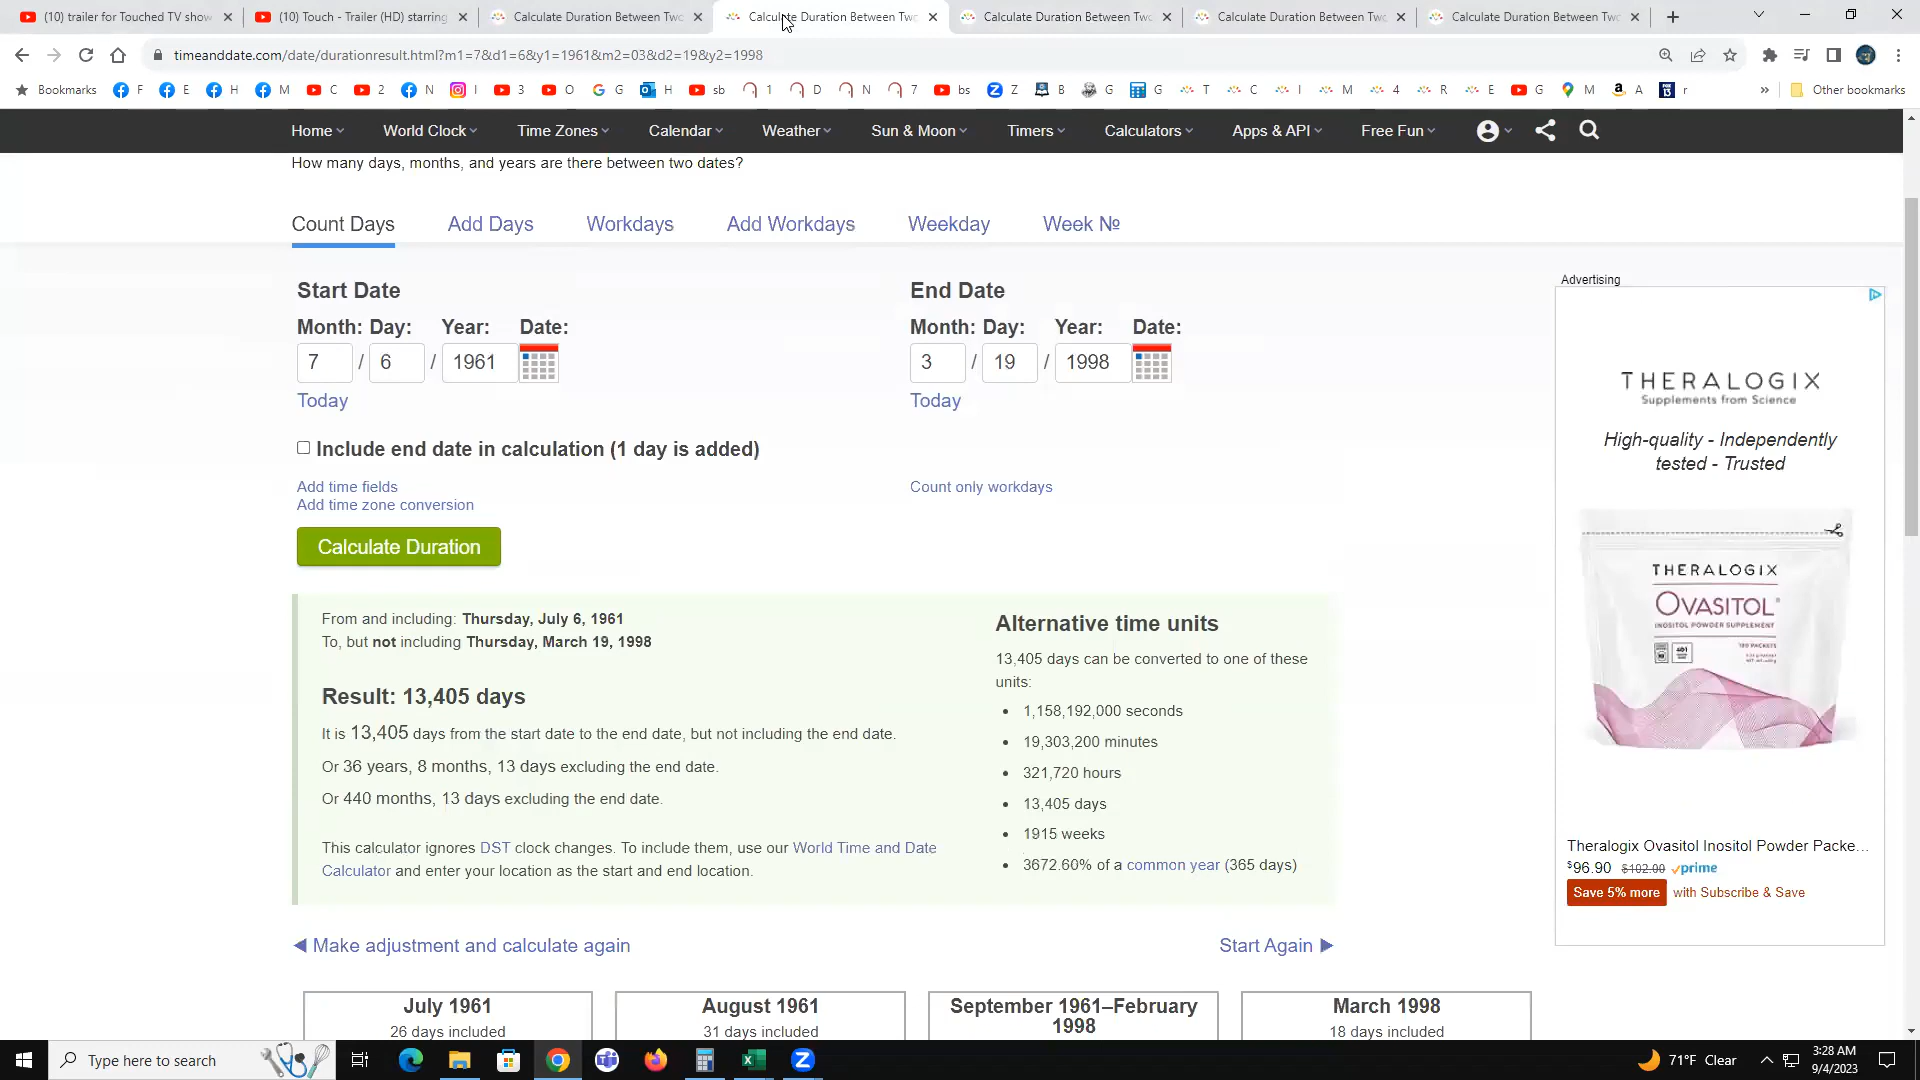 (10) trailer for Touched TV show
(10) Touch - Trailer (HD) starring
Calculate Duration Between Two
Calculate Duration Between Two
Calculate Duration Between Two
Calculate Duration Between Two
Calculate Duration Between Two
timeanddate.com/date/durationresult.html?m1=7&d1=6&y1=1961&m2=03&d2=19&y2=1998
Bookmarks F E H M C 2 N I 3 O G H sb 1 D N 7 bs Z B G G T C I M 4 R E G M A r » Other bookmarks
Home World Clock Time Zones Calendar Weather Sun & Moon Timers Calculators Apps & API Free Fun
How many days, months, and years are there between two dates?
Count Days Add Days Workdays Add Workdays Weekday Week №
Start Date
Month: Day: Year: Date:
7 / 6 / 1961
Today
End Date
Month: Day: Year: Date:
3 / 19 / 1998
Today
Include end date in calculation (1 day is added)
Add time fields
Add time zone conversion
Count only workdays
Calculate Duration
From and including: Thursday, July 6, 1961
To, but not including Thursday, March 19, 1998
Result: 13,405 days
It is 13,405 days from the start date to the end date, but not including the end date.
Or 36 years, 8 months, 13 days excluding the end date.
Or 440 months, 13 days excluding the end date.
This calculator ignores DST clock changes. To include them, use our World Time and Date
Calculator and enter your location as the start and end location.
Alternative time units
13,405 days can be converted to one of these
units:
• 1,158,192,000 seconds
• 19,303,200 minutes
• 321,720 hours
• 13,405 days
• 1915 weeks
• 3672.60% of a common year (365 days)
◀ Make adjustment and calculate again
Start Again ▶
July 1961
26 days included
August 1961
31 days included
September 1961–February
1998
March 1998
18 days included
Advertising
THERALOGIX
Supplements from Science
High-quality - Independently
tested - Trusted
THERALOGIX
OVASITOL
INOSITOL POWDER SUPPLEMENT
Theralogix Ovasitol Inositol Powder Packe...
$96.90 $102.00 prime
Save 5% more with Subscribe & Save
Type here to search
71°F Clear
3:28 AM
9/4/2023